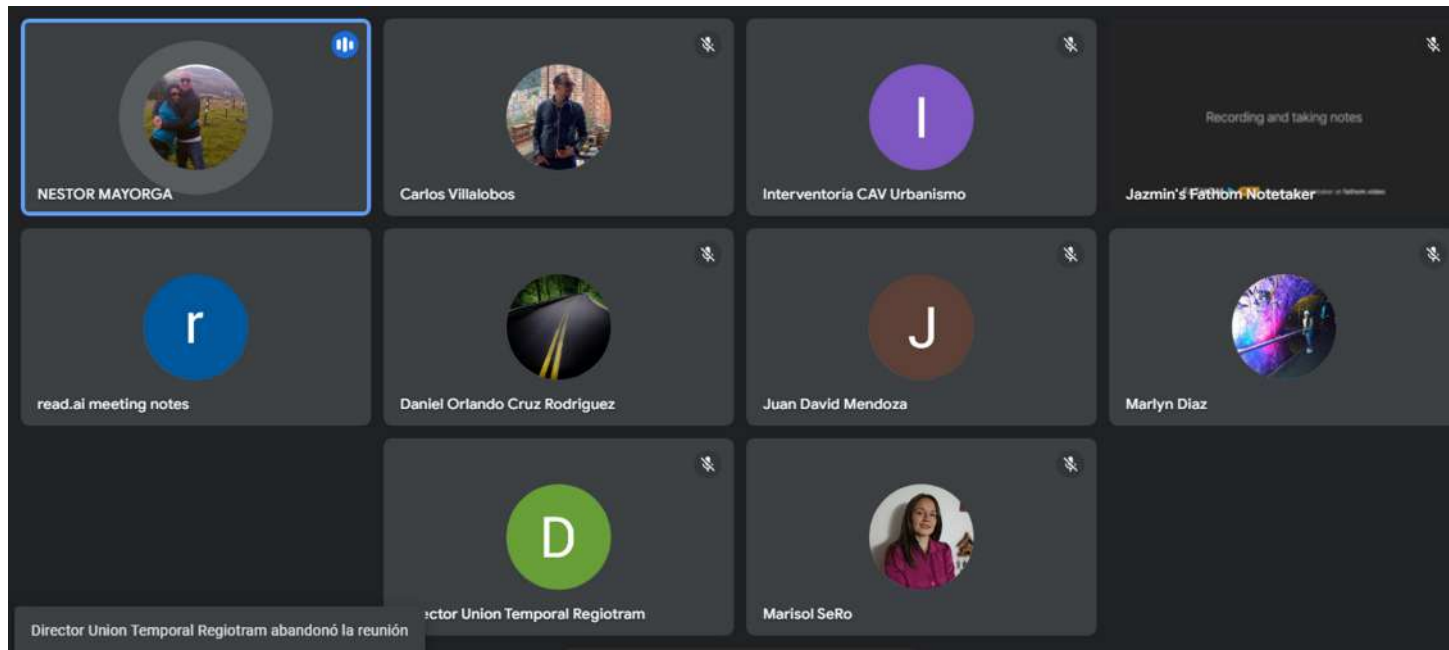 NESTOR MAYORGA
Carlos Villalobos
I
Interventoría CAV Urbanismo
Recording and taking notes
Jazmin's Fathom Notetaker
r
read.ai meeting notes
Daniel Orlando Cruz Rodriguez
J
Juan David Mendoza
Marlyn Diaz
D
ector Union Temporal Regiotram
Marisol SeRo
Director Union Temporal Regiotram abandonó la reunión